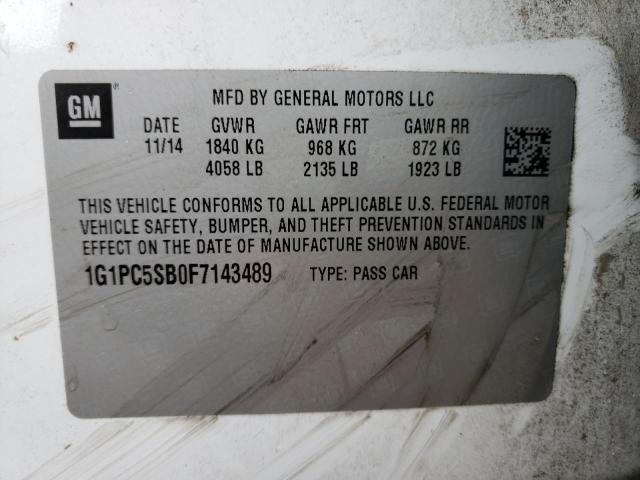 GM®
MFD BY GENERAL MOTORS LLC
DATE GVWR GAWR FRT GAWR RR
11/14 1840 KG 968 KG 872 KG
4058 LB 2135 LB 1923 LB
THIS VEHICLE CONFORMS TO ALL APPLICABLE U.S. FEDERAL MOTOR
VEHICLE SAFETY, BUMPER, AND THEFT PREVENTION STANDARDS IN
EFFECT ON THE DATE OF MANUFACTURE SHOWN ABOVE.
1G1PC5SB0F7143489 TYPE: PASS CAR